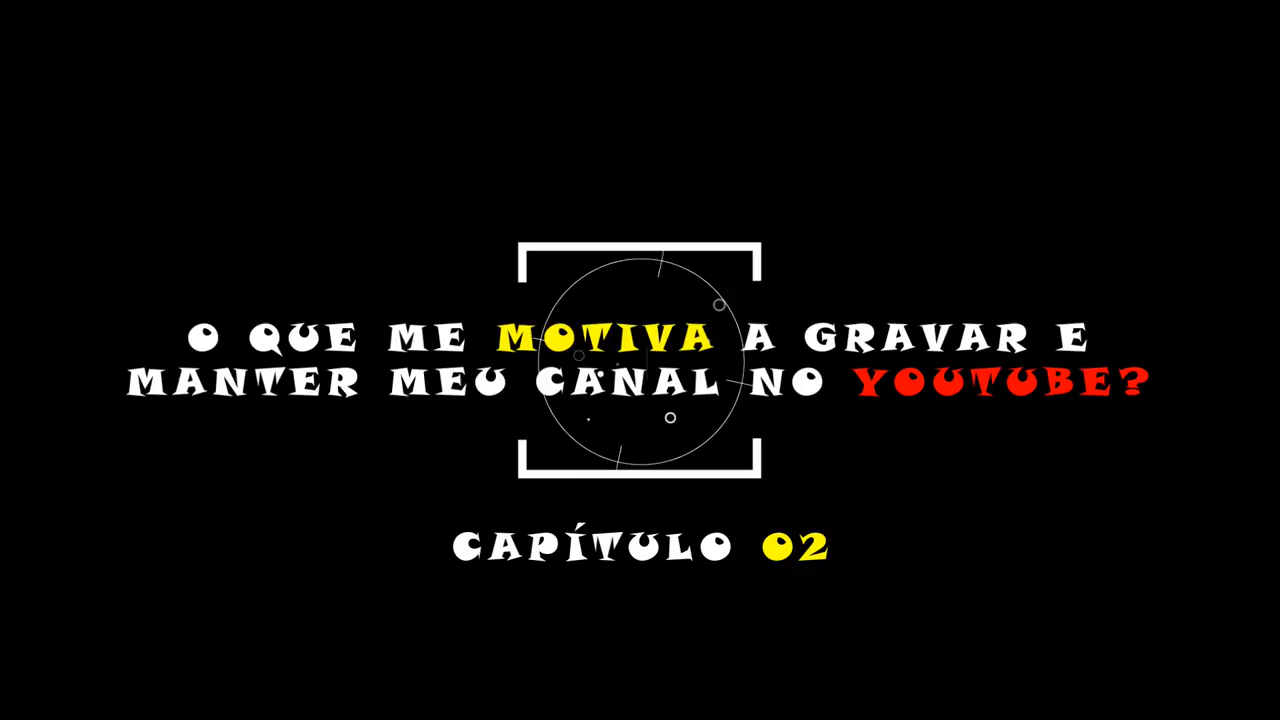 O QUE ME MOTIVA A GRAVAR E
MANTER MEU CANAL NO YOUTUBE?
CAPÍTULO 02